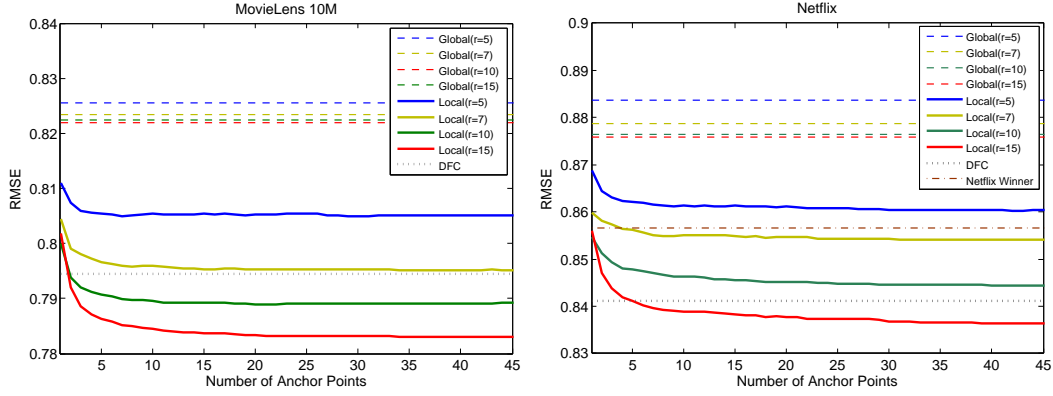 MovieLens 10M
0.84
0.83
0.82
0.81
0.8
0.79
0.78
RMSE
5
10
15
20
25
30
35
40
45
Number of Anchor Points
Global(r=5)
Global(r=7)
Global(r=10)
Global(r=15)
Local(r=5)
Local(r=7)
Local(r=10)
Local(r=15)
DFC
Netflix
0.9
0.89
0.88
0.87
0.86
0.85
0.84
0.83
RMSE
5
10
15
20
25
30
35
40
45
Number of Anchor Points
Global(r=5)
Global(r=7)
Global(r=10)
Global(r=15)
Local(r=5)
Local(r=7)
Local(r=10)
Local(r=15)
DFC
Netflix Winner